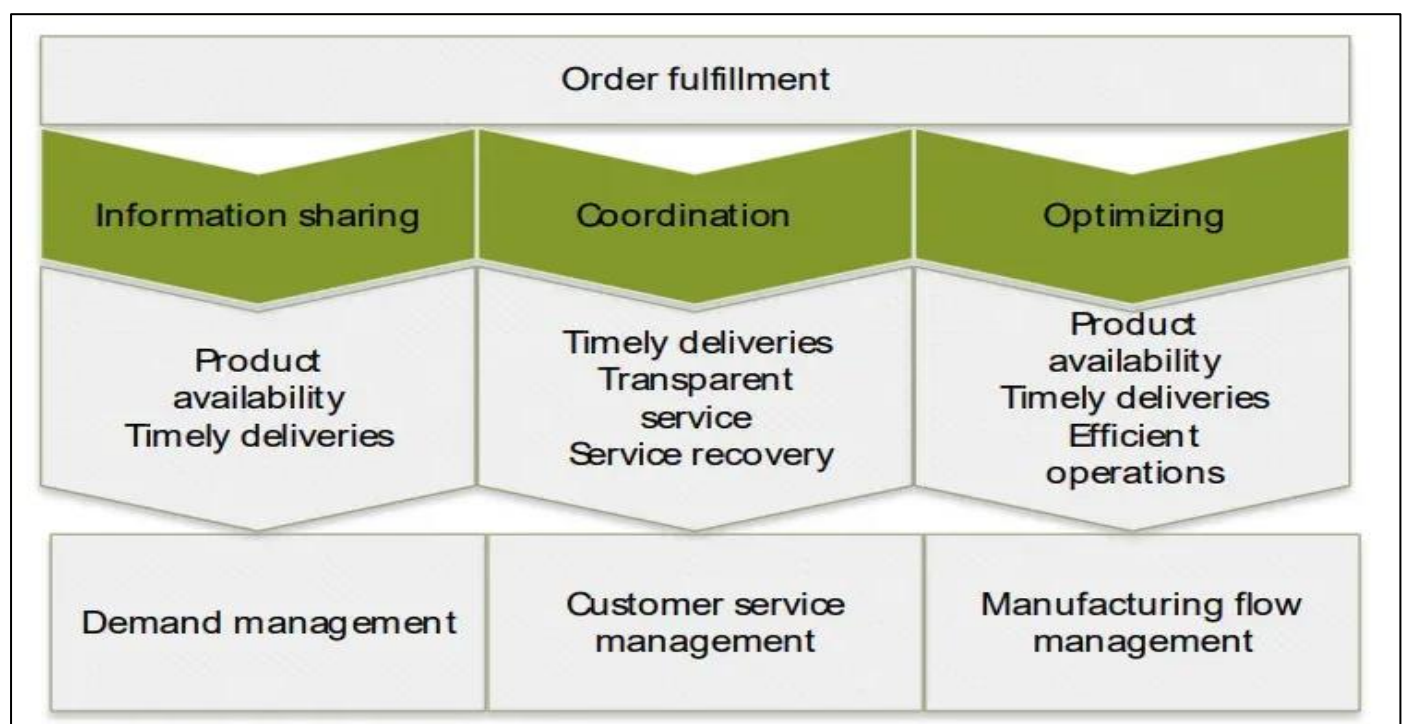 Order fulfillment
Information sharing
Coordination
Optimizing
Product
availability
Timely deliveries
Timely deliveries
Transparent
service
Service recovery
Product
availability
Timely deliveries
Efficient
operations
Demand management
Customer service
management
Manufacturing flow
management